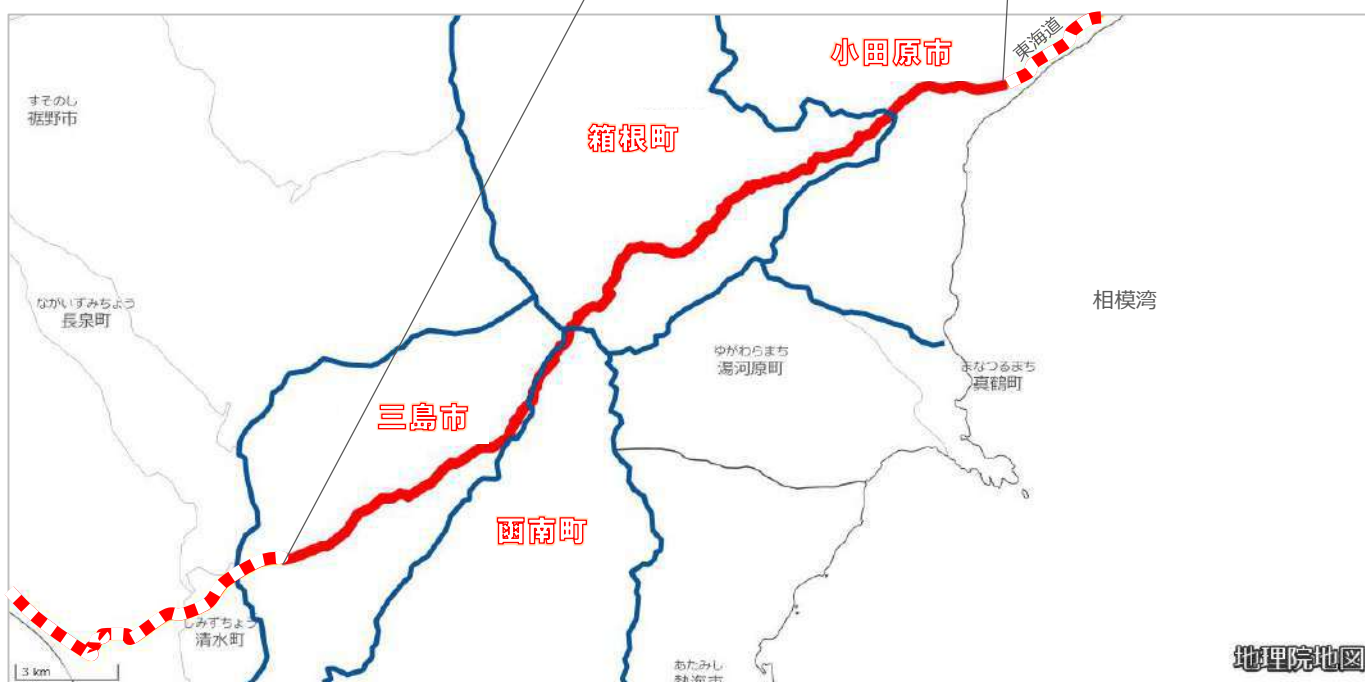 東海道
小田原市
すその​し
裾野市
箱根町
ながいずみちょう
長泉町
相模湾
ゆがわらまち
湯河原町
まなつるまち
真鶴町
三島市
函南町
しみずちょう
清水町
あたみし
熱海市
3 km
地理院地図